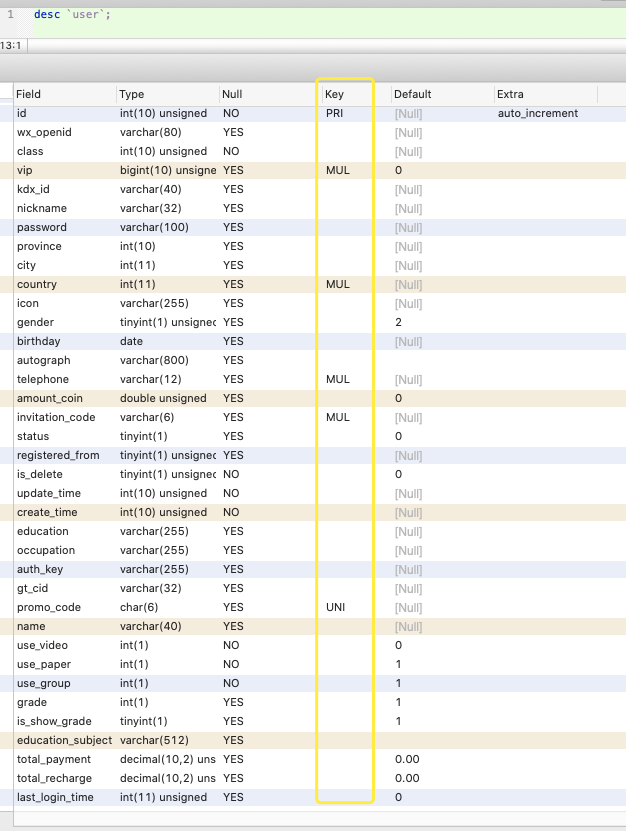 1 desc `user`;
13:1
Field Type Null Key Default Extra
id int(10) unsigned NO PRI [Null] auto_increment
wx_openid varchar(80) YES [Null]
class int(10) unsigned NO [Null]
vip bigint(10) unsigne YES MUL 0
kdx_id varchar(40) YES [Null]
nickname varchar(32) YES [Null]
password varchar(100) YES [Null]
province int(10) YES [Null]
city int(11) YES [Null]
country int(11) YES MUL [Null]
icon varchar(255) YES [Null]
gender tinyint(1) unsignec YES 2
birthday date YES [Null]
autograph varchar(800) YES
telephone varchar(12) YES MUL [Null]
amount_coin double unsigned YES 0
invitation_code varchar(6) YES MUL [Null]
status tinyint(1) YES 0
registered_from tinyint(1) unsignec YES [Null]
is_delete tinyint(1) unsignec NO 0
update_time int(10) unsigned NO [Null]
create_time int(10) unsigned NO [Null]
education varchar(255) YES [Null]
occupation varchar(255) YES [Null]
auth_key varchar(255) YES [Null]
gt_cid varchar(32) YES [Null]
promo_code char(6) YES UNI [Null]
name varchar(40) YES [Null]
use_video int(1) NO 0
use_paper int(1) NO 1
use_group int(1) NO 1
grade int(1) YES 1
is_show_grade tinyint(1) YES 1
education_subject varchar(512) YES
total_payment decimal(10,2) uns YES 0.00
total_recharge decimal(10,2) uns YES 0.00
last_login_time int(11) unsigned YES 0